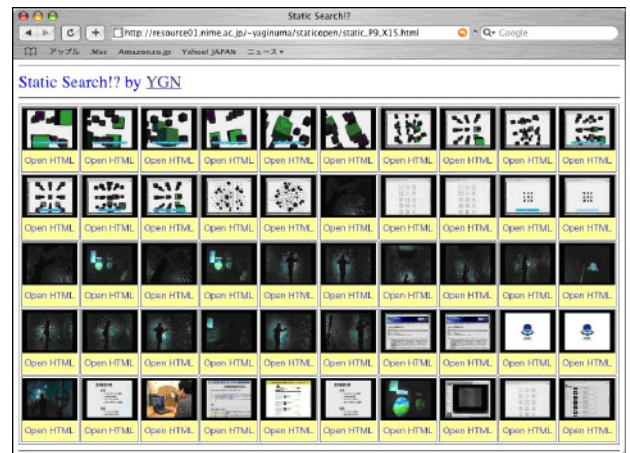 Static Search!?
http://resource01.nime.ac.jp/~yaginuma/staticopen/static_P9_X15.html
Google
アップル .Mac Amazon.co.jp Yahoo! JAPAN ニュース
Static Search!? by YGN
Open HTML Open HTML Open HTML Open HTML Open HTML Open HTML Open HTML Open HTML Open HTML Open HTML
Open HTML Open HTML Open HTML Open HTML Open HTML Open HTML Open HTML Open HTML Open HTML Open HTML
Open HTML Open HTML Open HTML Open HTML Open HTML Open HTML Open HTML Open HTML Open HTML Open HTML
Open HTML Open HTML Open HTML Open HTML Open HTML Open HTML Open HTML Open HTML Open HTML Open HTML
Open HTML Open HTML Open HTML Open HTML Open HTML Open HTML Open HTML Open HTML Open HTML Open HTML